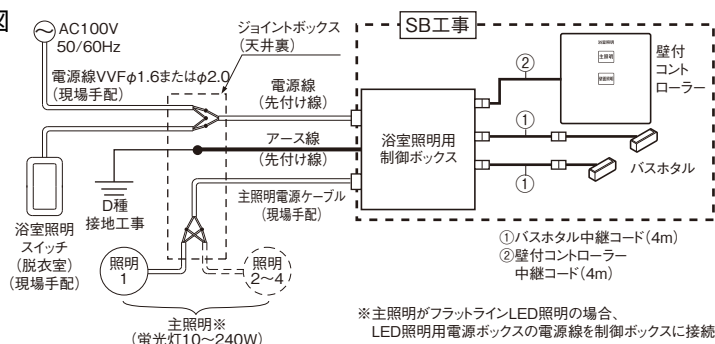 図
AC100V
50/60Hz
電源線VVFφ1.6またはφ2.0
(現場手配)
ジョイントボックス
(天井裏)
電源線
(先付け線)
アース線
(先付け線)
主照明電源ケーブル
(現場手配)
D種
接地工事
浴室照明
スイッチ
(脱衣室)
(現場手配)
照明
1
照明
2〜4
主照明※
(蛍光灯10〜240W)
SB工事
浴室照明用
制御ボックス
②
①
①
浴室照明
主照明
壁付
コント
ローラー
バスホタル
①バスホタル中継コード(4m)
②壁付コントローラー
中継コード(4m)
※主照明がフラットラインLED照明の場合、
LED照明用電源ボックスの電源線を制御ボックスに接続